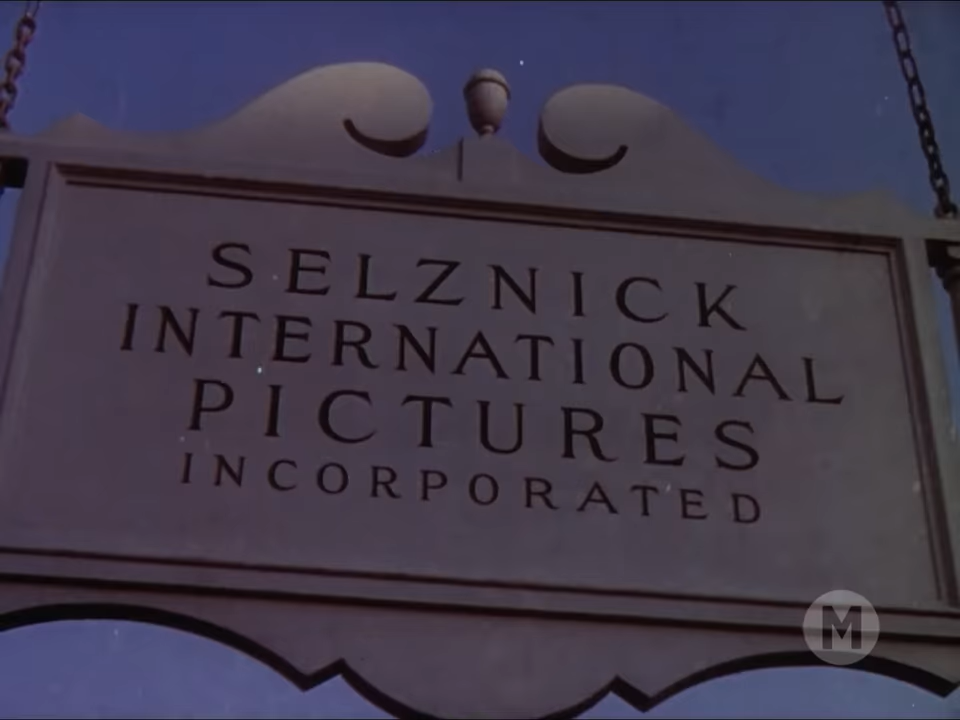 SELZNICK
INTERNATIONAL
PICTURES
INCORPORATED
M